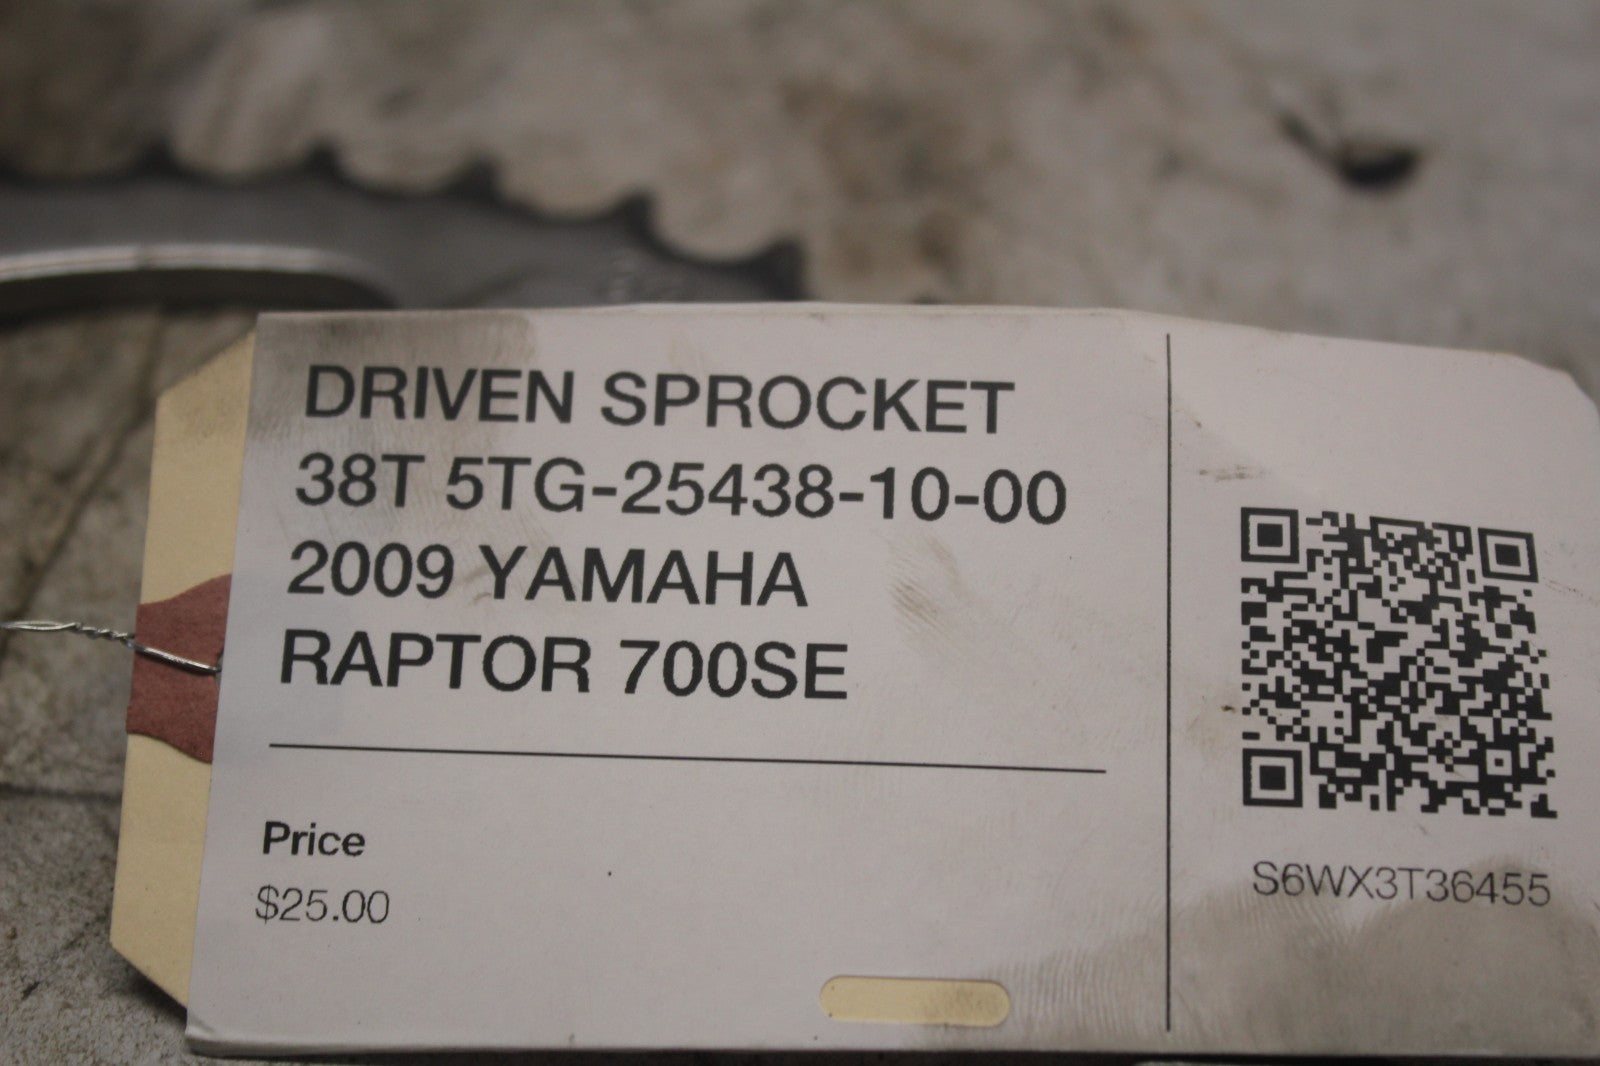 DRIVEN SPROCKET
38T 5TG-25438-10-00
2009 YAMAHA
RAPTOR 700SE
Price
$25.00
S6WX3T36455